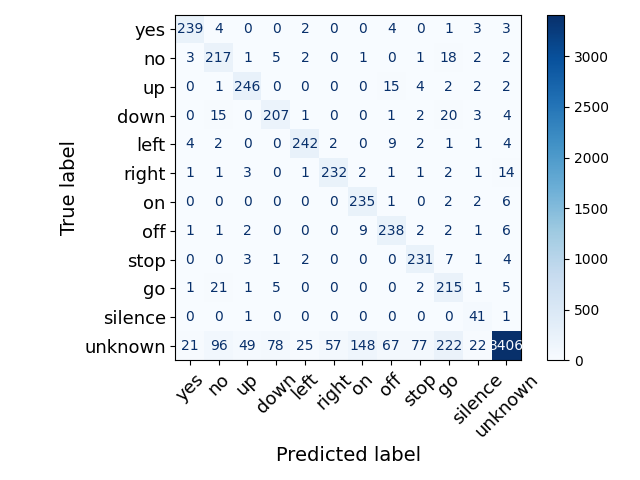 yes 239 4 0 0 2 0 0 4 0 1 3 3
no 3 217 1 5 2 0 1 0 1 18 2 2
up 0 1 246 0 0 0 0 15 4 2 2 2
down 0 15 0 207 1 0 0 1 2 20 3 4
left 4 2 0 0 242 2 0 9 2 1 1 4
right 1 1 3 0 1 232 2 1 1 2 1 14
on 0 0 0 0 0 0 235 1 0 2 2 6
off 1 1 2 0 0 0 9 238 2 2 1 6
stop 0 0 3 1 2 0 0 0 231 7 1 4
go 1 21 1 5 0 0 0 0 2 215 1 5
silence 0 0 1 0 0 0 0 0 0 0 41 1
unknown 21 96 49 78 25 57 148 67 77 222 22 3406
yes no up down left right on off stop go silence unknown
Predicted label
True label
3000
2500
2000
1500
1000
500
0